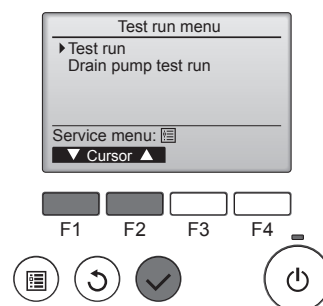 Test run menu
Test run
Drain pump test run
Service menu:
▼ Cursor ▲
F1 F2 F3 F4